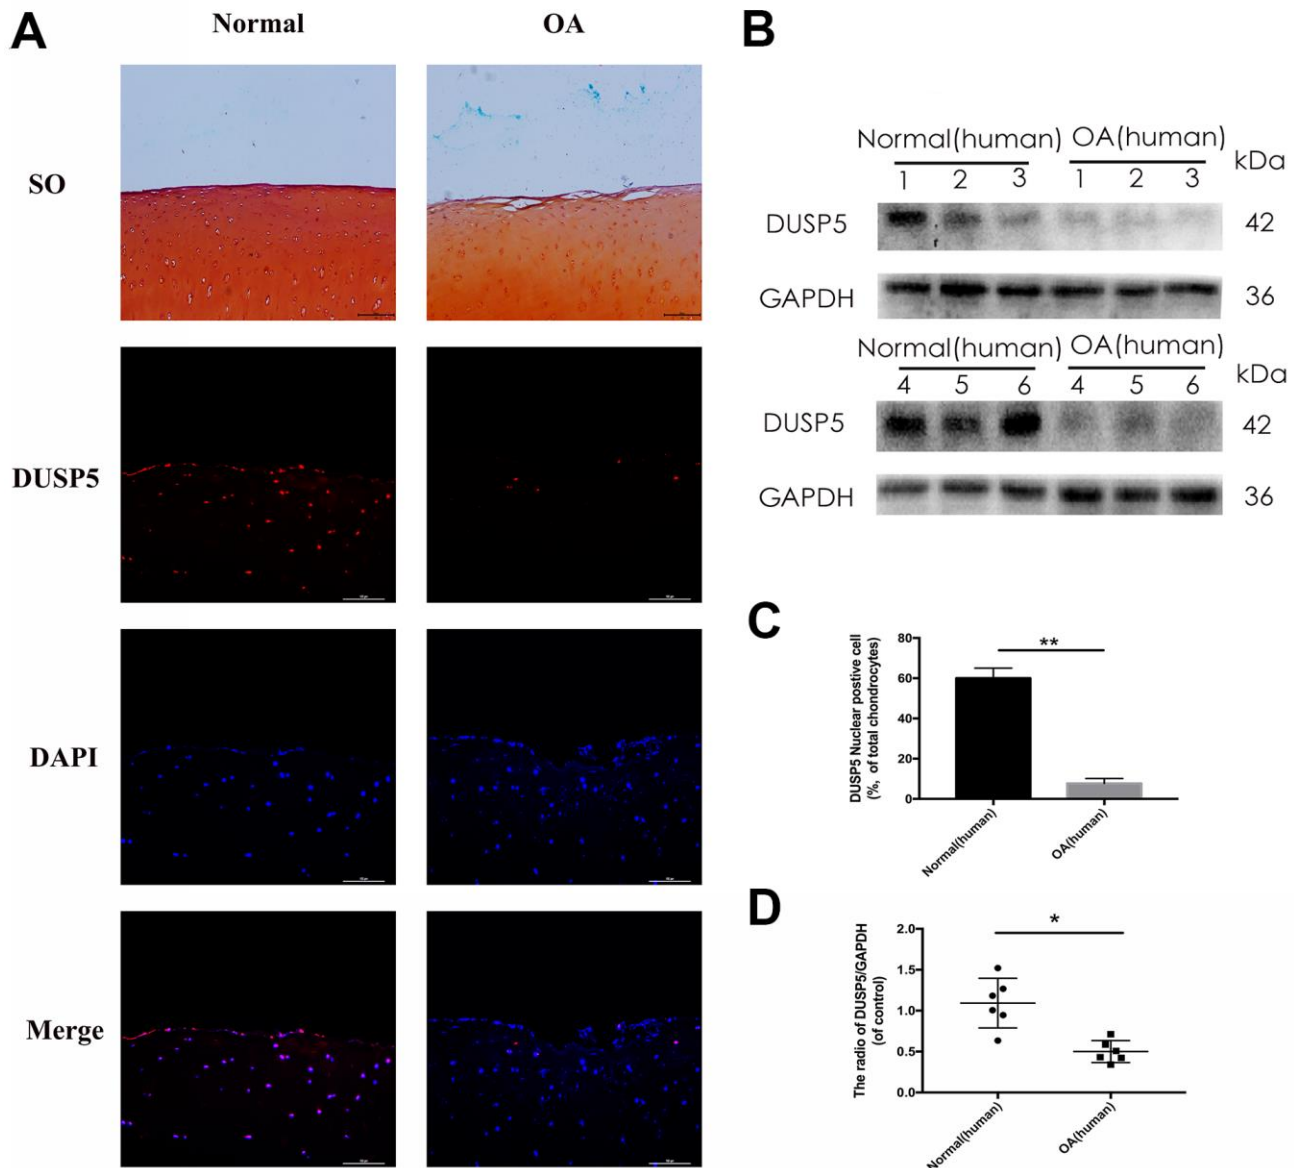 A
Normal
OA
SO
DUSP5
DAPI
Merge
B
Normal(human) OA(human)
kDa
1 2 3 1 2 3
DUSP5
42
GAPDH
36
Normal(human) OA(human)
kDa
4 5 6 4 5 6
DUSP5
42
GAPDH
36
C
DUSP5 Nuclear postive cell
(%, of total chondrocytes)
80
60
40
20
0
**
Normal(human)
OA(human)
D
The radio of DUSP5/GAPDH
(of control)
2.0
1.5
1.0
0.5
0.0
*
Normal(human)
OA(human)